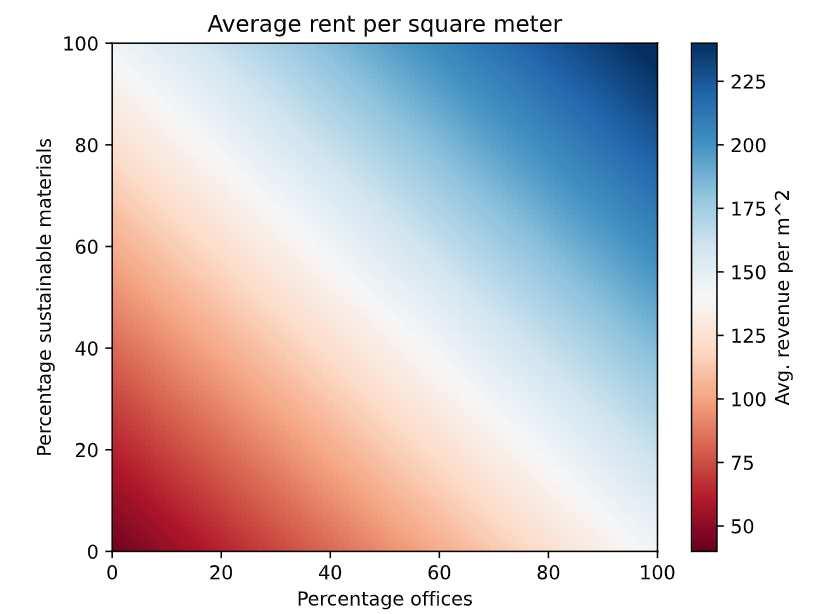 Average rent per square meter
100
80
60
40
20
0
Percentage sustainable materials
0 20 40 60 80 100
Percentage offices
225
200
175
150
125
100
75
50
Avg. revenue per m^2